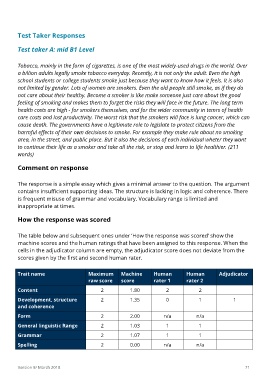 Test Taker Responses
Test taker A: mid B1 Level
Tobacco, mainly in the form of cigarettes, is one of the most widely-used drugs in the world. Over
a billion adults legally smoke tobacco everyday. Recently, it is not only the adult. Even the high
school students or college students smoke just because they want to know how it feels. It is also
not limited by gender. Lots of women are smokers. Even the old people still smoke, as if they do
not care about their healthy. Become a smoker is like make someone just care about the good
feeling of smoking and makes them to forget the risks they will face in the future. The long term
health costs are high - for smokers themselves, and for the wider community in terms of health
care costs and lost productivity. The worst risk that the smokers will face is lung cancer, which can
cause death. The governments have a legitimate role to legislate to protect citizens from the
harmful effects of their own decisions to smoke. For example they make rule about no smoking
area, in the street, and public place. But it also the decisions of each individual wheter they want
to continue their life as a smoker and take all the risk, or stop and learn to life healthier. (211
words)
Comment on response
The response is a simple essay which gives a minimal answer to the question. The argument
contains insufficient supporting ideas. The structure is lacking in logic and coherence. There
is frequent misuse of grammar and vocabulary. Vocabulary range is limited and
inappropriate at times.
How the response was scored
The table below and subsequent ones under 'How the response was scored' show the
machine scores and the human ratings that have been assigned to this response. When the
cells in the adjudicator column are empty, the adjudicator score does not deviate from the
scores given by the first and second human rater.
Trait name Maximum raw score Machine score Human rater 1 Human rater 2 Adjudicator
Content 2 1.80 2 2
Development, structure and coherence 2 1.35 0 1 1
Form 2 2.00 n/a n/a
General linguistic Range 2 1.03 1 1
Grammar 2 1.07 1 1
Spelling 2 0.00 n/a n/a